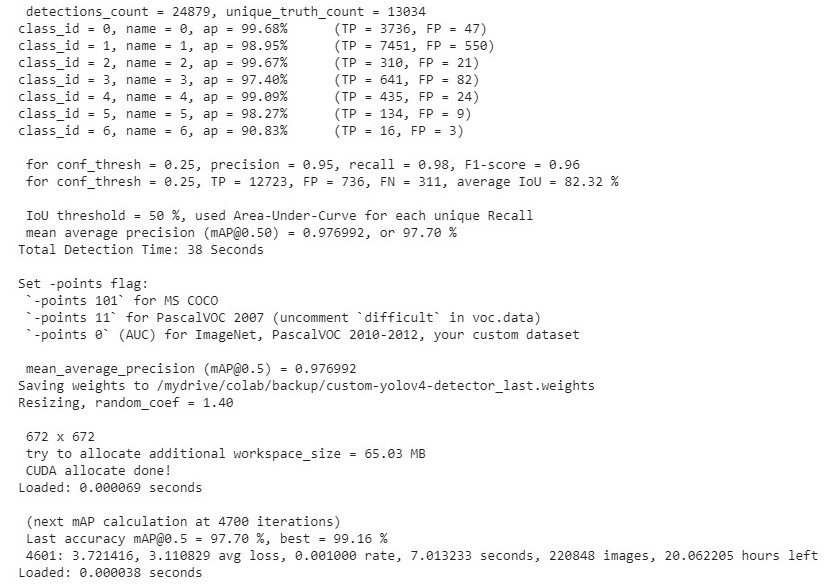 detections_count = 24879, unique_truth_count = 13034
class_id = 0, name = 0, ap = 99.68% (TP = 3736, FP = 47)
class_id = 1, name = 1, ap = 98.95% (TP = 7451, FP = 550)
class_id = 2, name = 2, ap = 99.67% (TP = 310, FP = 21)
class_id = 3, name = 3, ap = 97.40% (TP = 641, FP = 82)
class_id = 4, name = 4, ap = 99.09% (TP = 435, FP = 24)
class_id = 5, name = 5, ap = 98.27% (TP = 134, FP = 9)
class_id = 6, name = 6, ap = 90.83% (TP = 16, FP = 3)
for conf_thresh = 0.25, precision = 0.95, recall = 0.98, F1-score = 0.96
for conf_thresh = 0.25, TP = 12723, FP = 736, FN = 311, average IoU = 82.32 %
IoU threshold = 50 %, used Area-Under-Curve for each unique Recall
mean average precision (mAP@0.50) = 0.976992, or 97.70 %
Total Detection Time: 38 Seconds
Set -points flag:
`-points 101` for MS COCO
`-points 11` for PascalVOC 2007 (uncomment `difficult` in voc.data)
`-points 0` (AUC) for ImageNet, PascalVOC 2010-2012, your custom dataset
mean_average_precision (mAP@0.5) = 0.976992
Saving weights to /mydrive/colab/backup/custom-yolov4-detector_last.weights
Resizing, random_coef = 1.40
672 x 672
try to allocate additional workspace_size = 65.03 MB
CUDA allocate done!
Loaded: 0.000069 seconds
(next mAP calculation at 4700 iterations)
Last accuracy mAP@0.5 = 97.70 %, best = 99.16 %
4601: 3.721416, 3.110829 avg loss, 0.001000 rate, 7.013233 seconds, 220848 images, 20.062205 hours left
Loaded: 0.000038 seconds